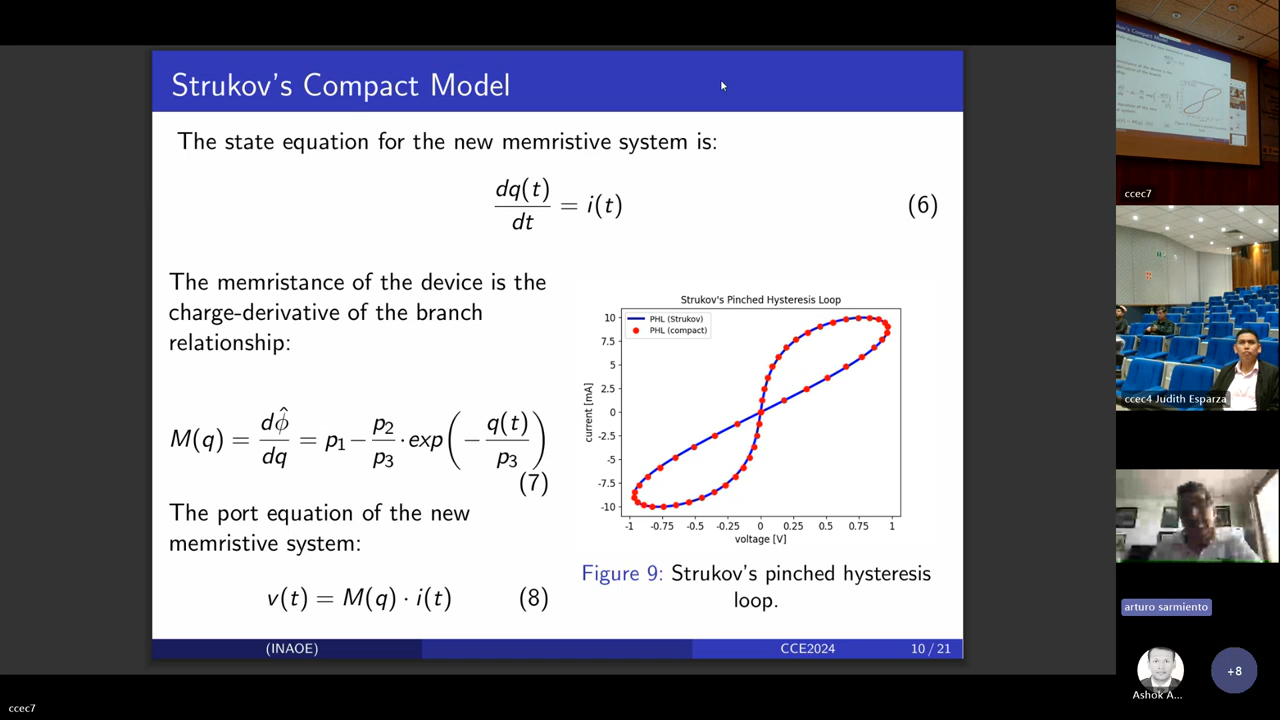 Strukov's Compact Model
The state equation for the new memristive system is:
dq(t)/dt = i(t) (6)
The memristance of the device is the
charge-derivative of the branch
relationship:
M(q) = dφ̂/dq = p₁ − p₂/p₃ · exp(− q(t)/p₃)
(7)
The port equation of the new
memristive system:
v(t) = M(q) · i(t) (8)
Strukov's Pinched Hysteresis Loop
PHL (Strukov)
PHL (compact)
current [mA]
10
7.5
5
2.5
0
-2.5
-5
-7.5
-10
-1 -0.75 -0.5 -0.25 0 0.25 0.5 0.75 1
voltage [V]
Figure 9: Strukov's pinched hysteresis
loop.
(INAOE) CCE2024 10 / 21
ccec7
ccec7
ccec4 Judith Esparza
arturo sarmiento
Ashok A...
+8